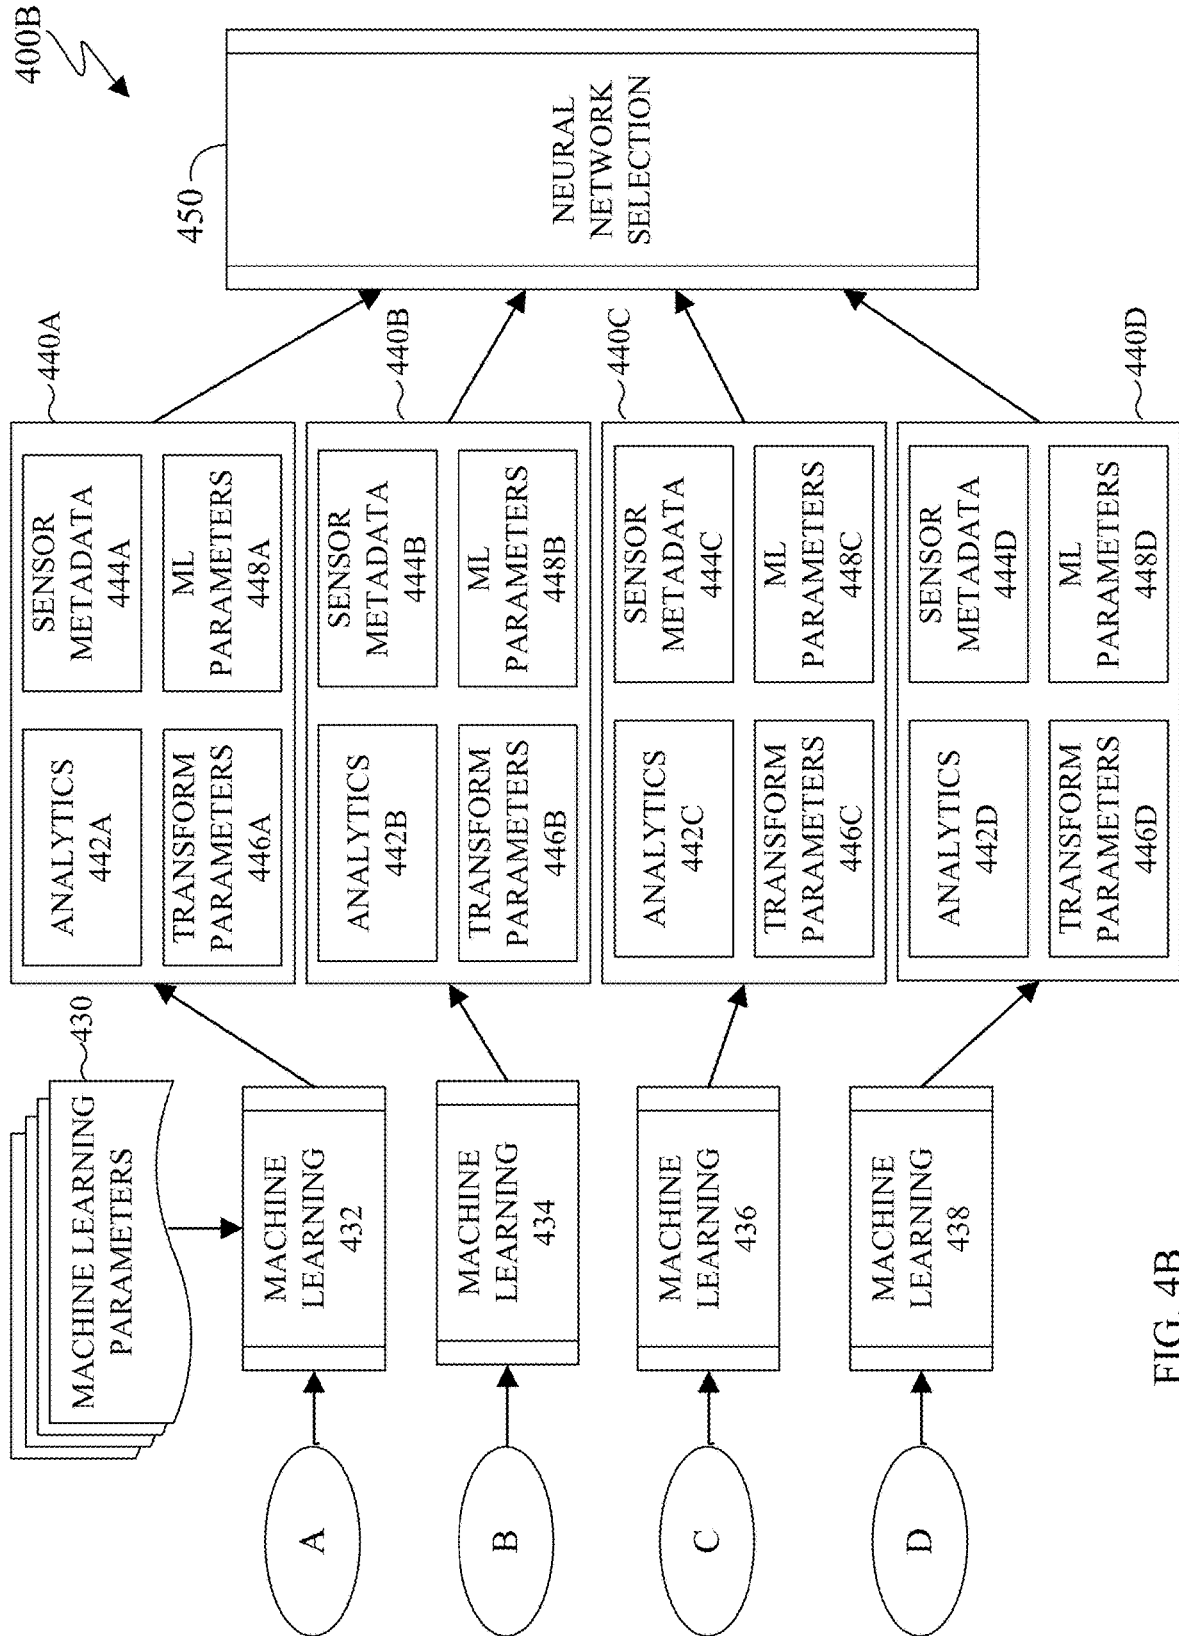 400B
430
MACHINE LEARNING
PARAMETERS
A
MACHINE
LEARNING
432
B
MACHINE
LEARNING
434
C
MACHINE
LEARNING
436
D
MACHINE
LEARNING
438
440A
ANALYTICS
442A
SENSOR
METADATA
444A
TRANSFORM
PARAMETERS
446A
ML
PARAMETERS
448A
440B
ANALYTICS
442B
SENSOR
METADATA
444B
TRANSFORM
PARAMETERS
446B
ML
PARAMETERS
448B
440C
ANALYTICS
442C
SENSOR
METADATA
444C
TRANSFORM
PARAMETERS
446C
ML
PARAMETERS
448C
440D
ANALYTICS
442D
SENSOR
METADATA
444D
TRANSFORM
PARAMETERS
446D
ML
PARAMETERS
448D
450
NEURAL
NETWORK
SELECTION
FIG. 4B